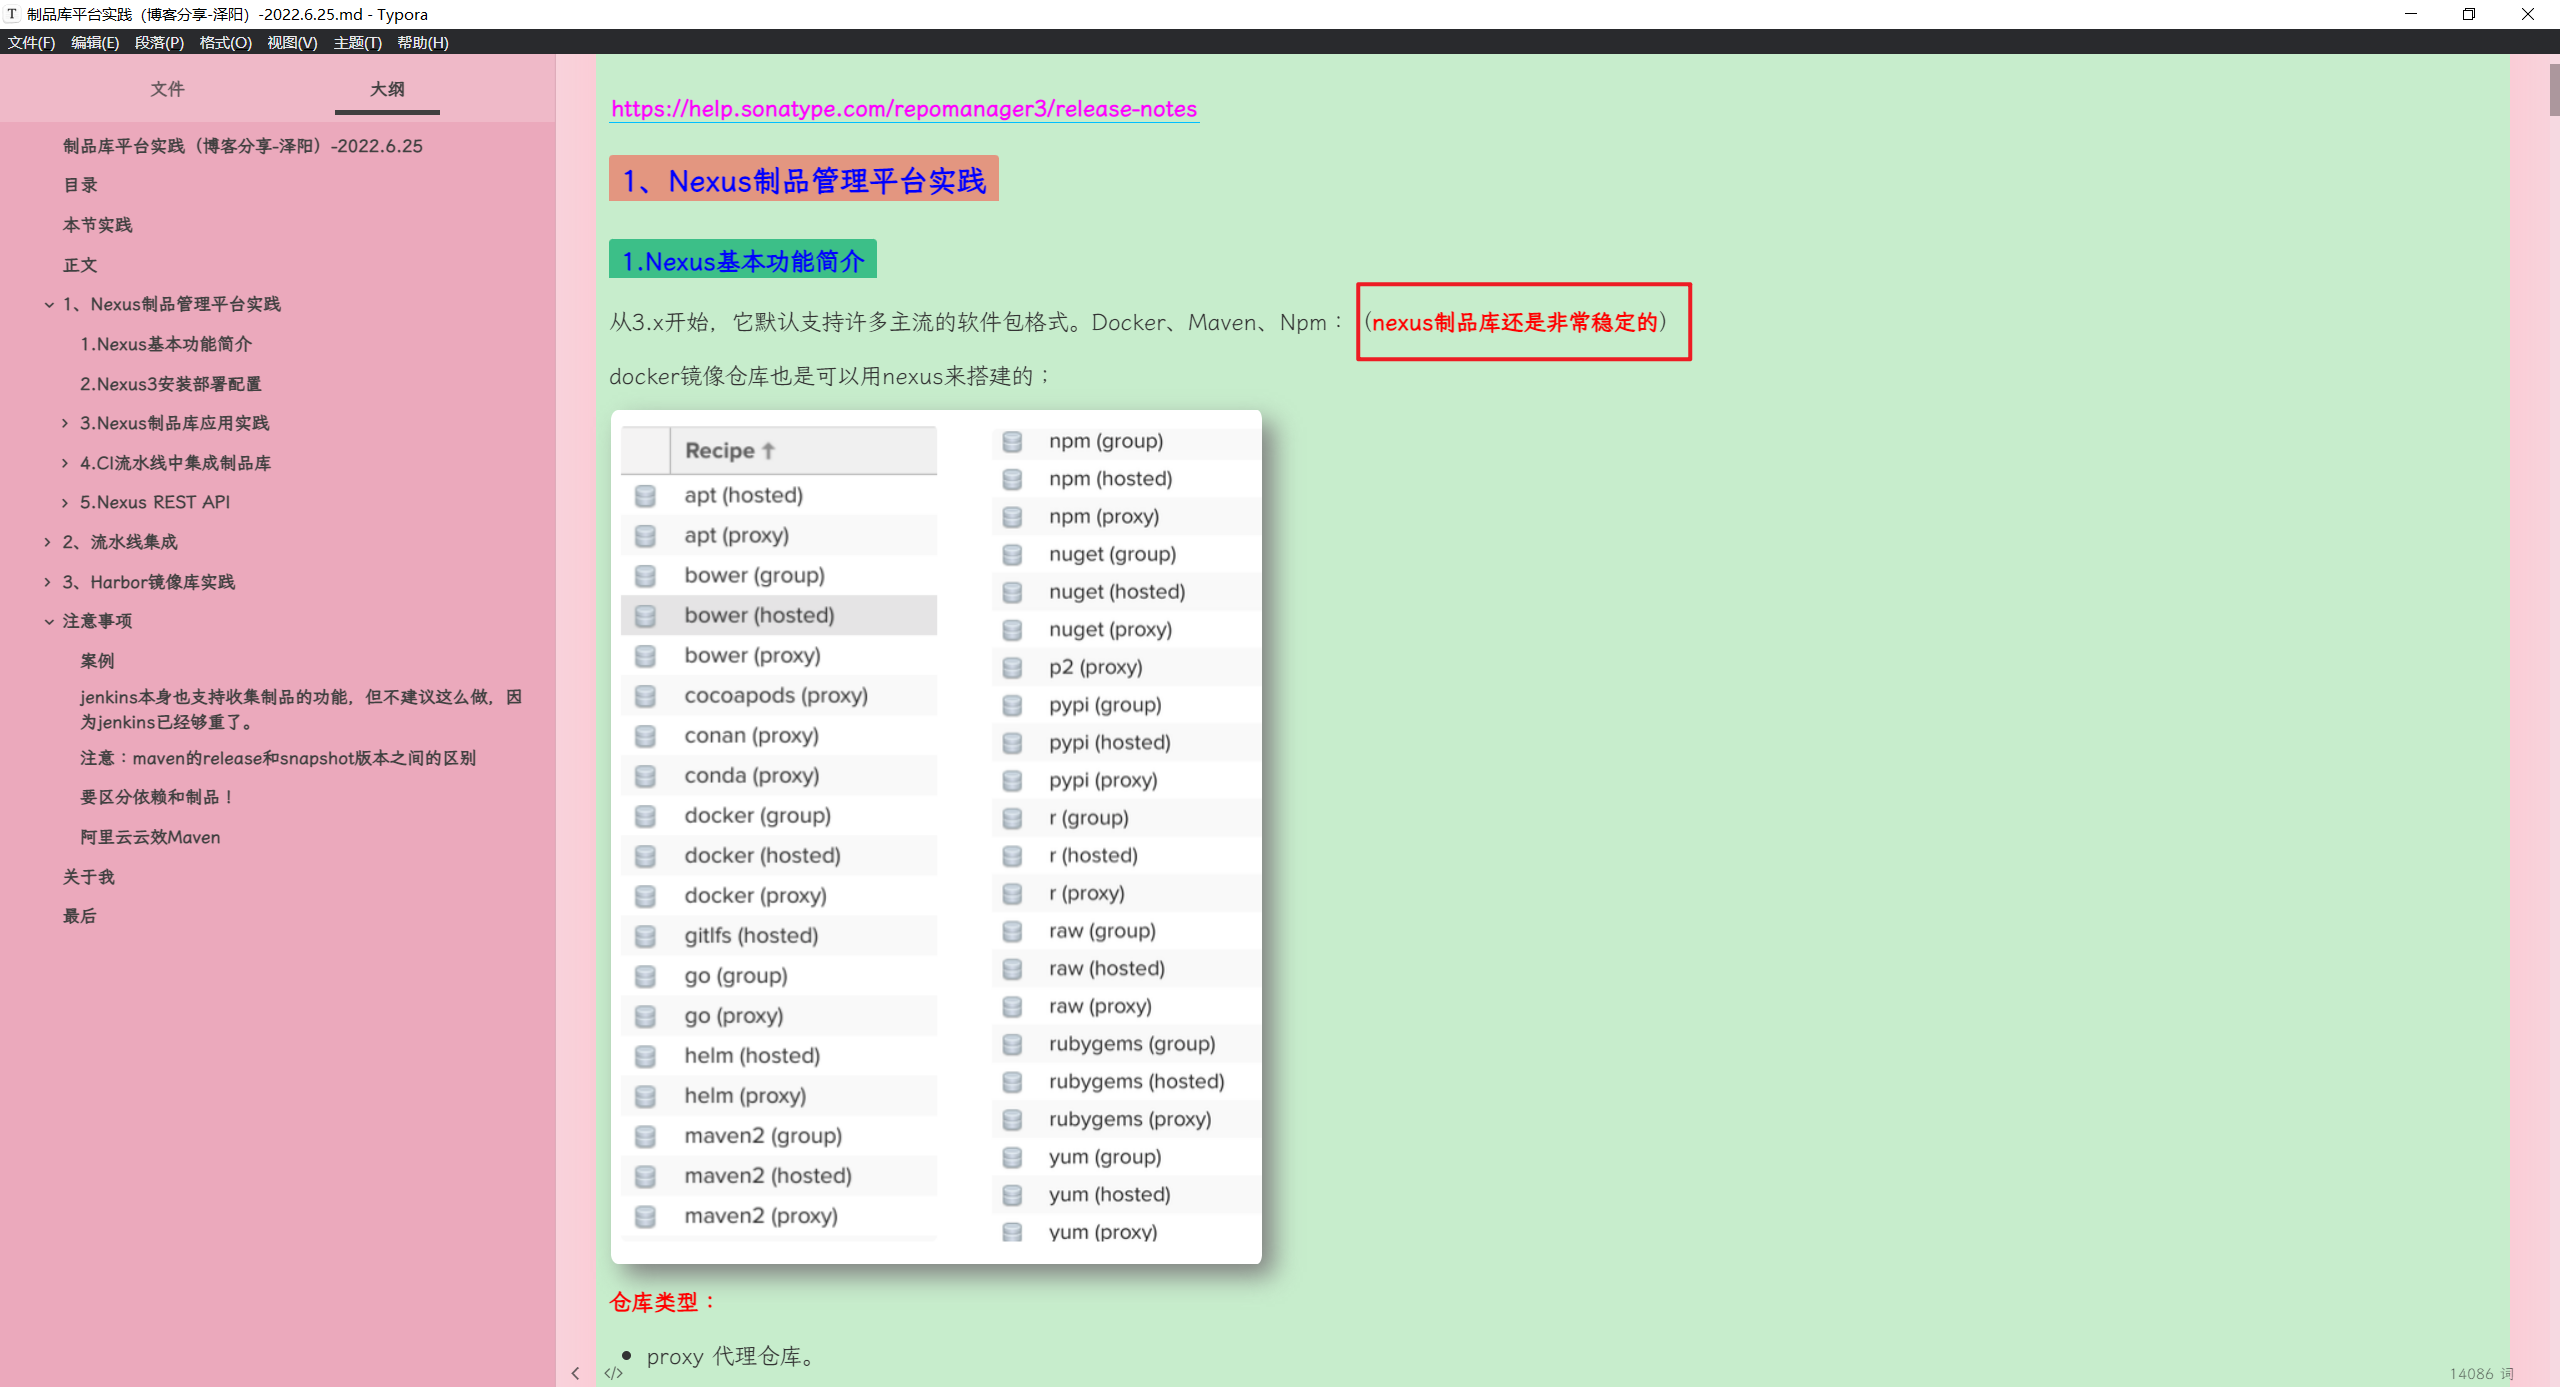 制品库平台实践（博客分享-泽阳）-2022.6.25.md - Typora
文件(F) 编辑(E) 段落(P) 格式(O) 视图(V) 主题(T) 帮助(H)
文件 大纲
制品库平台实践（博客分享-泽阳）-2022.6.25
目录
本节实践
正文
1、Nexus制品管理平台实践
1.Nexus基本功能简介
2.Nexus3安装部署配置
3.Nexus制品库应用实践
4.CI流水线中集成制品库
5.Nexus REST API
2、流水线集成
3、Harbor镜像库实践
注意事项
案例
jenkins本身也支持收集制品的功能，但不建议这么做，因
为jenkins已经够重了。
注意：maven的release和snapshot版本之间的区别
要区分依赖和制品！
阿里云云效Maven
关于我
最后
https://help.sonatype.com/repomanager3/release-notes
1、Nexus制品管理平台实践
1.Nexus基本功能简介
从3.x开始，它默认支持许多主流的软件包格式。Docker、Maven、Npm：（nexus制品库还是非常稳定的）
docker镜像仓库也是可以用nexus来搭建的；
Recipe ↑
apt (hosted)
apt (proxy)
bower (group)
bower (hosted)
bower (proxy)
cocoapods (proxy)
conan (proxy)
conda (proxy)
docker (group)
docker (hosted)
docker (proxy)
gitlfs (hosted)
go (group)
go (proxy)
helm (hosted)
helm (proxy)
maven2 (group)
maven2 (hosted)
maven2 (proxy)
npm (group)
npm (hosted)
npm (proxy)
nuget (group)
nuget (hosted)
nuget (proxy)
p2 (proxy)
pypi (group)
pypi (hosted)
pypi (proxy)
r (group)
r (hosted)
r (proxy)
raw (group)
raw (hosted)
raw (proxy)
rubygems (group)
rubygems (hosted)
rubygems (proxy)
yum (group)
yum (hosted)
yum (proxy)
仓库类型：
proxy 代理仓库。
14086 词